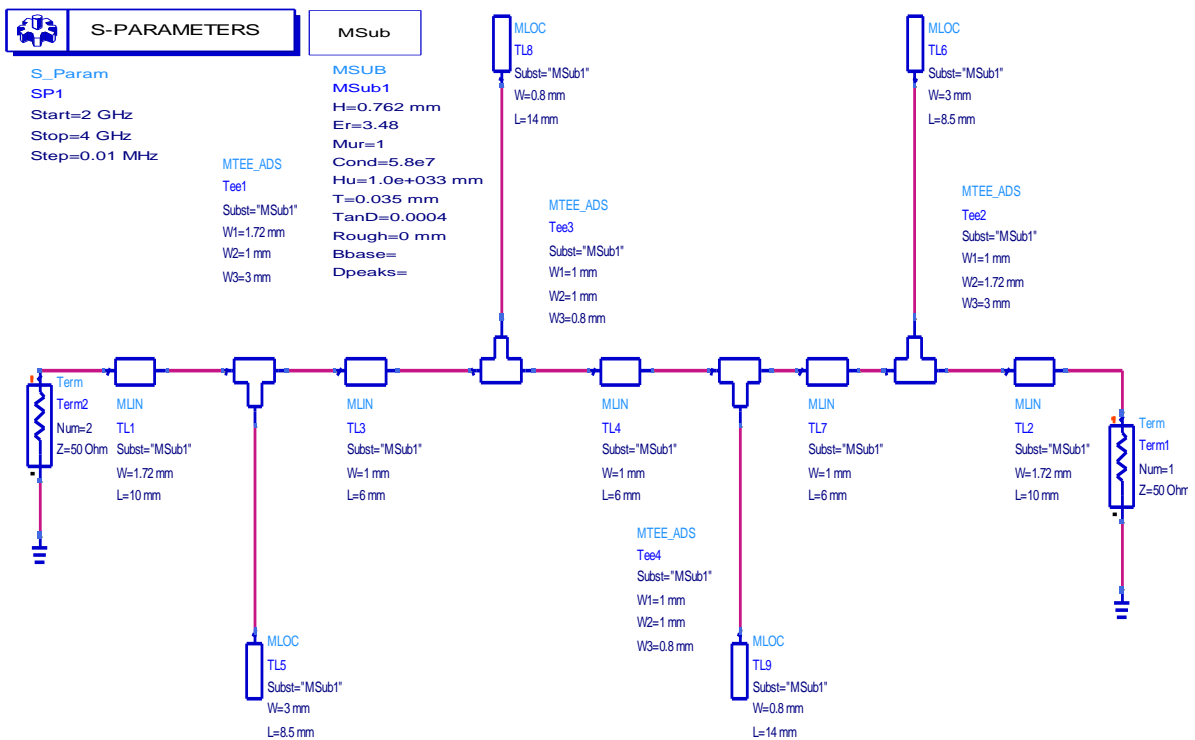 S-PARAMETERS
S_Param
SP1
Start=2 GHz
Stop=4 GHz
Step=0.01 MHz
MSub
MSUB
MSub1
H=0.762 mm
Er=3.48
Mur=1
Cond=5.8e7
Hu=1.0e+033 mm
T=0.035 mm
TanD=0.0004
Rough=0 mm
Bbase=
Dpeaks=
MLOC
TL8
Subst="MSub1"
W=0.8 mm
L=14 mm
MLOC
TL6
Subst="MSub1"
W=3 mm
L=8.5 mm
MTEE_ADS
Tee1
Subst="MSub1"
W1=1.72 mm
W2=1 mm
W3=3 mm
MTEE_ADS
Tee3
Subst="MSub1"
W1=1 mm
W2=1 mm
W3=0.8 mm
MTEE_ADS
Tee2
Subst="MSub1"
W1=1 mm
W2=1.72 mm
W3=3 mm
Term
Term2
Num=2
Z=50 Ohm
MLIN
TL1
Subst="MSub1"
W=1.72 mm
L=10 mm
MLIN
TL3
Subst="MSub1"
W=1 mm
L=6 mm
MLIN
TL4
Subst="MSub1"
W=1 mm
L=6 mm
MLIN
TL7
Subst="MSub1"
W=1 mm
L=6 mm
MLIN
TL2
Subst="MSub1"
W=1.72 mm
L=10 mm
Term
Term1
Num=1
Z=50 Ohm
MTEE_ADS
Tee4
Subst="MSub1"
W1=1 mm
W2=1 mm
W3=0.8 mm
MLOC
TL5
Subst="MSub1"
W=3 mm
L=8.5 mm
MLOC
TL9
Subst="MSub1"
W=0.8 mm
L=14 mm